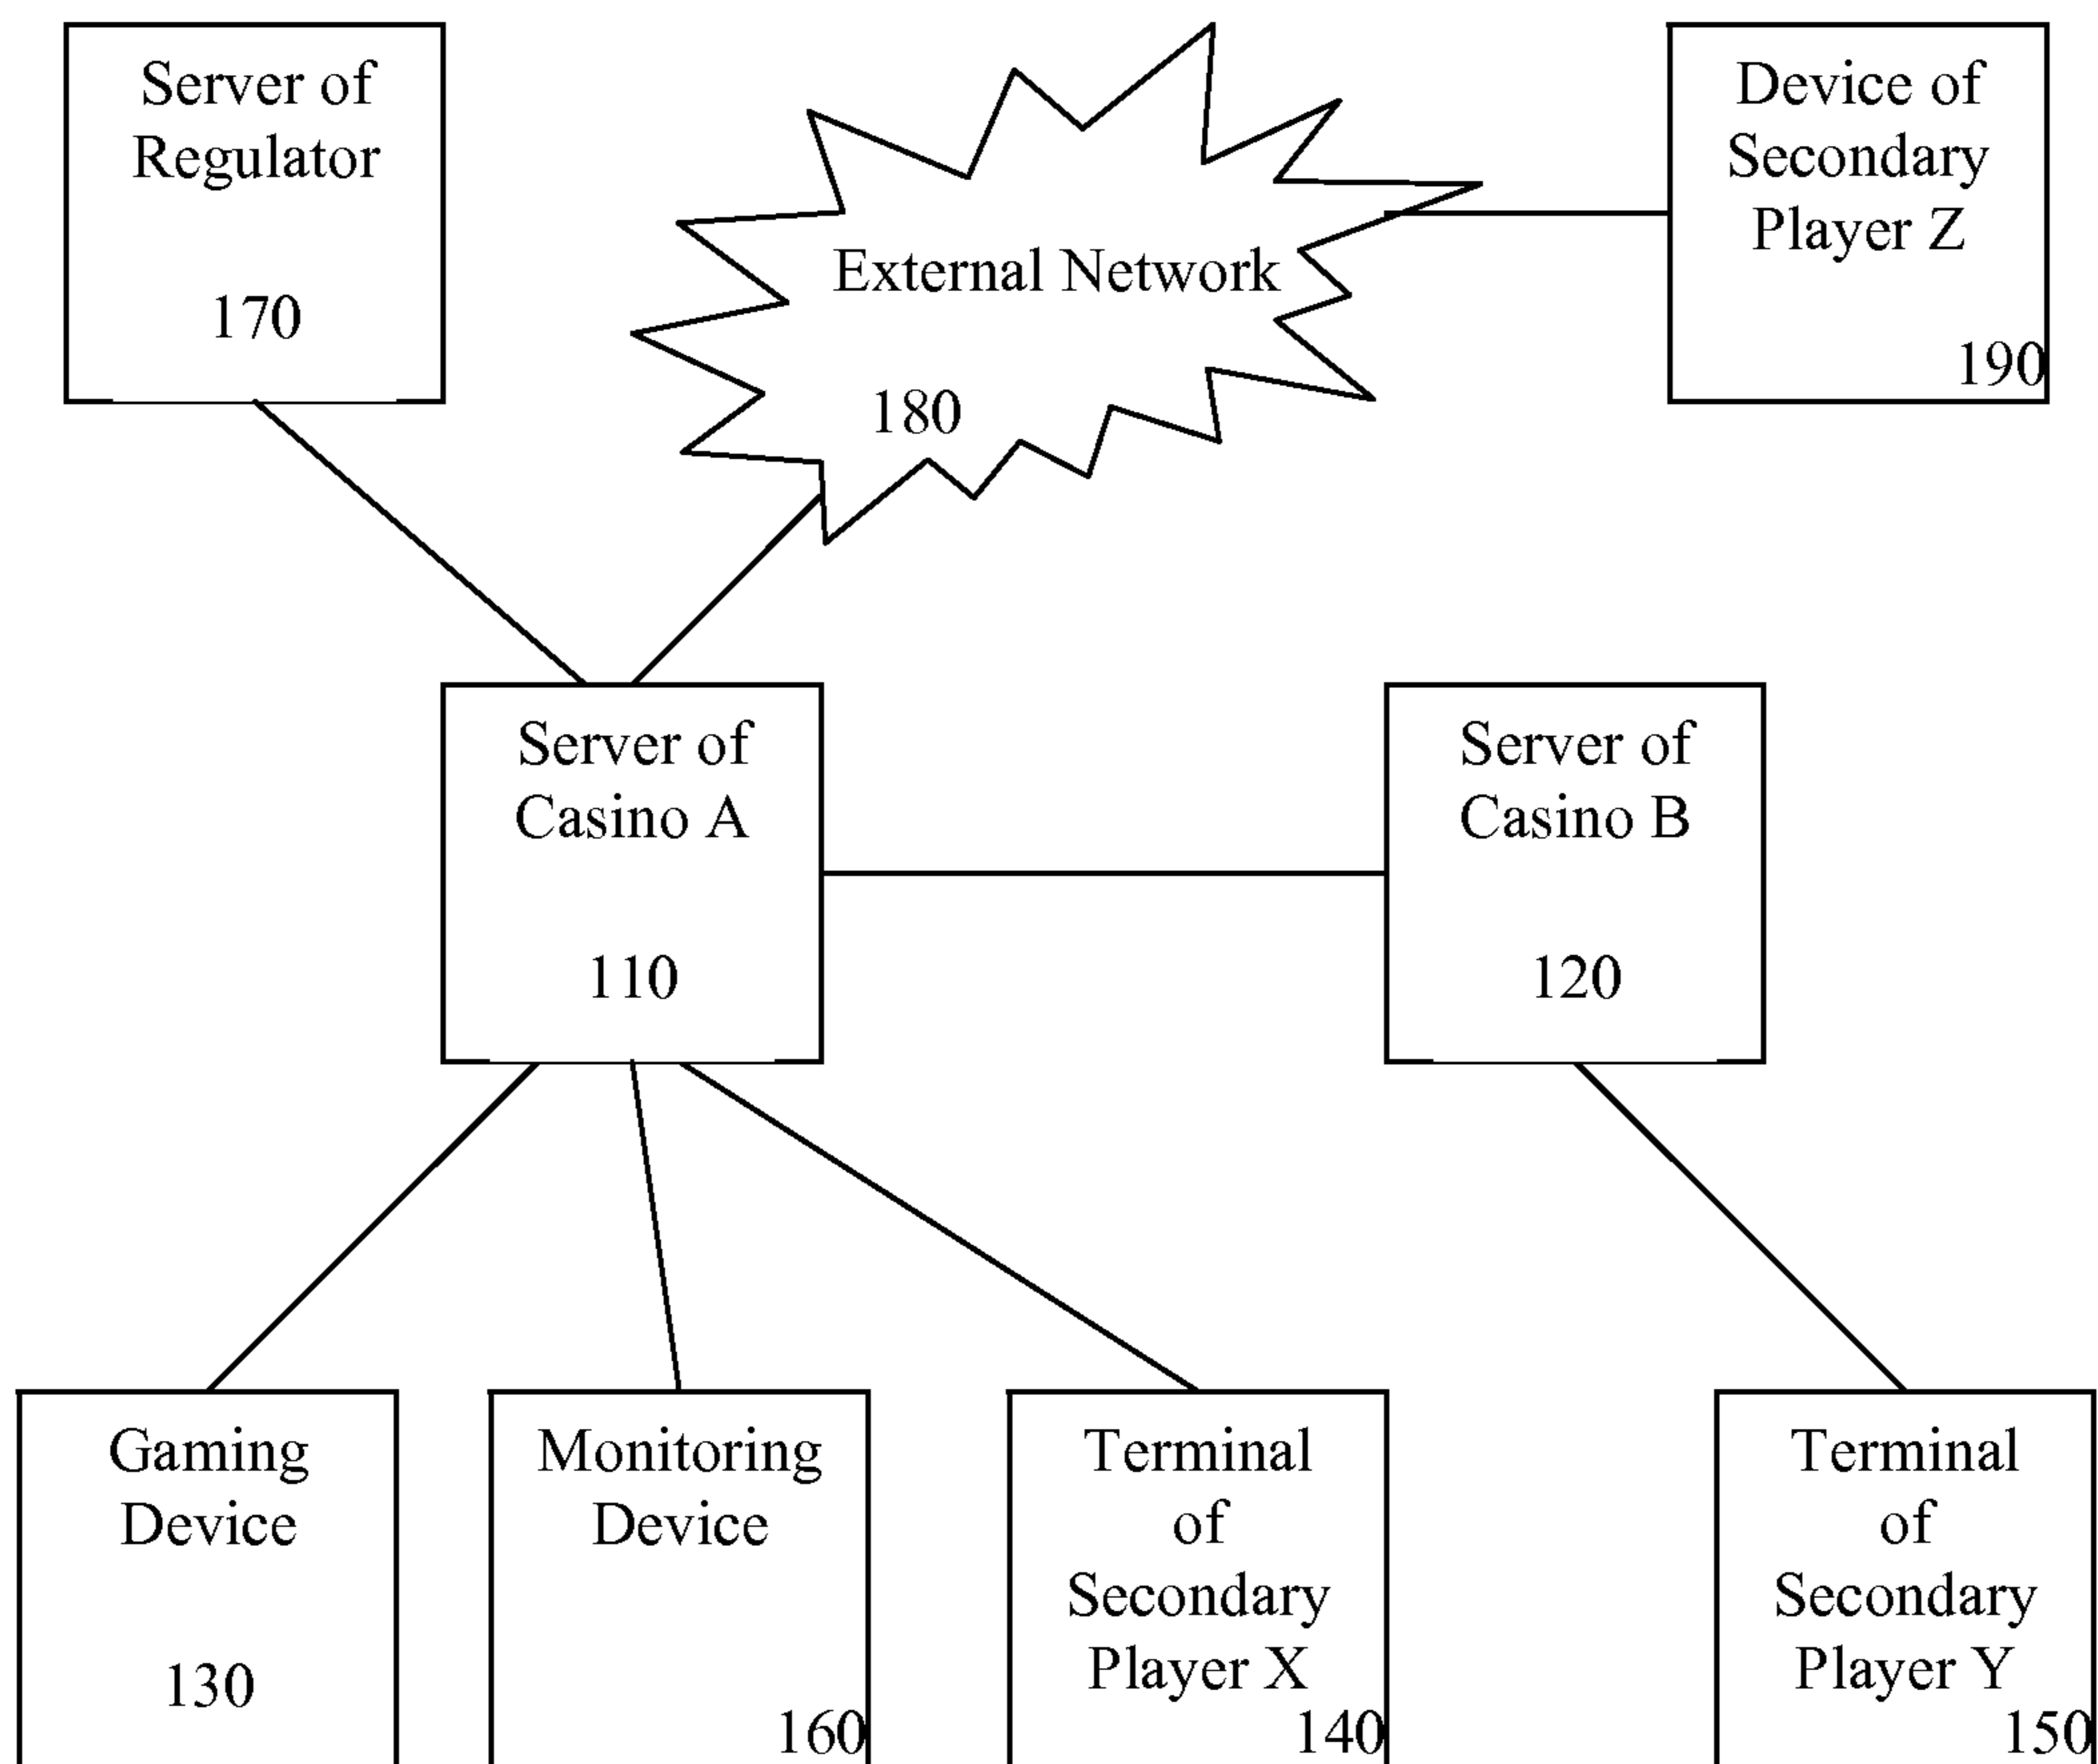 Server of
Regulator
170
External Network
180
Device of
Secondary
Player Z
190
Server of
Casino A
110
Server of
Casino B
120
Gaming
Device
130
Monitoring
Device
160
Terminal
of
Secondary
Player X
140
Terminal
of
Secondary
Player Y
150